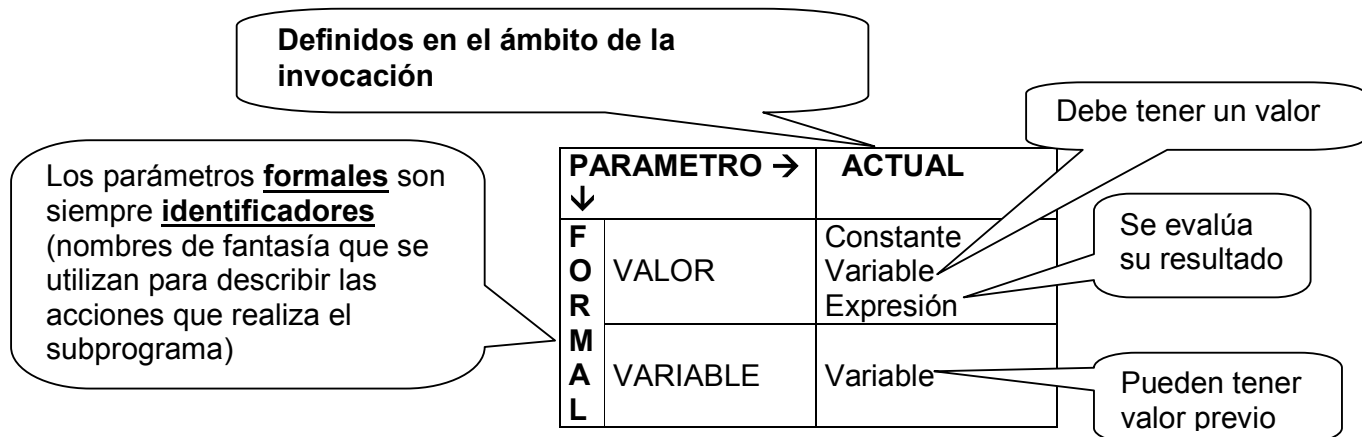 Definidos en el ámbito de la
invocación
Debe tener un valor
Los parámetros formales son
siempre identificadores
(nombres de fantasía que se
utilizan para describir las
acciones que realiza el
subprograma)
PARAMETRO → ACTUAL
↓
F
O
R
M
A
L
VALOR
Constante
Variable
Expresión
Se evalúa
su resultado
VARIABLE
Variable
Pueden tener
valor previo